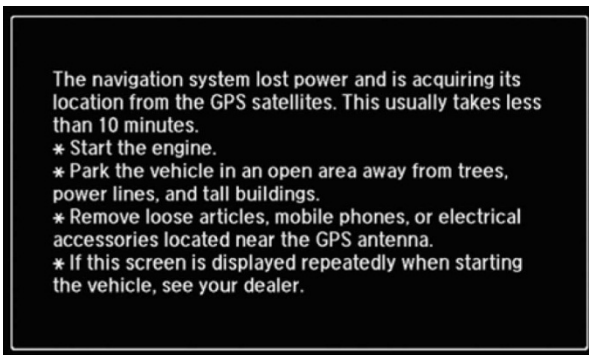 The navigation system lost power and is acquiring its
location from the GPS satellites. This usually takes less
than 10 minutes.
* Start the engine.
* Park the vehicle in an open area away from trees,
power lines, and tall buildings.
* Remove loose articles, mobile phones, or electrical
accessories located near the GPS antenna.
* If this screen is displayed repeatedly when starting
the vehicle, see your dealer.